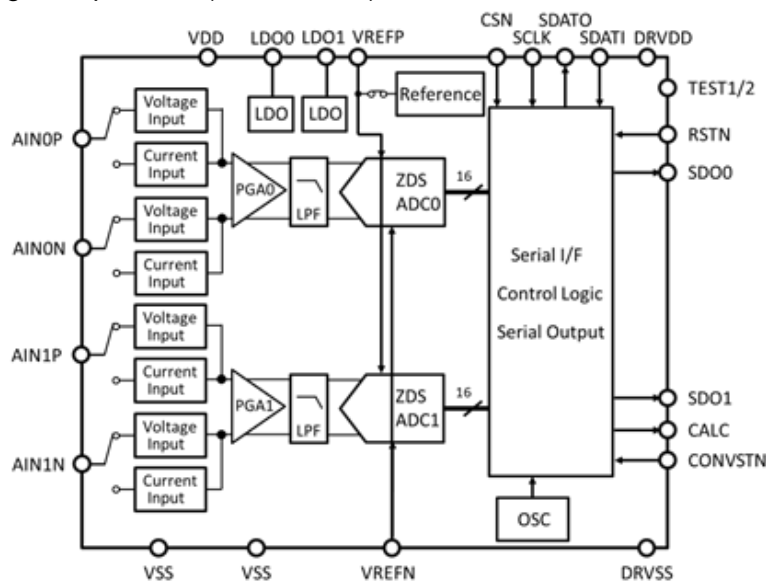 CSN SDATO
VDD LDO0 LDO1 VREFP SCLK SDATI DRVDD
TEST1/2
Voltage
Input
LDO
LDO
Reference
AIN0P
Current
Input
RSTN
PGA0
LPF
ZDS
ADC0
16
SDO0
Voltage
Input
AIN0N
Current
Input
Serial I/F
Control Logic
Serial Output
Voltage
Input
AIN1P
Current
Input
PGA1
LPF
ZDS
ADC1
16
SDO1
Voltage
Input
CALC
AIN1N
CONVSTN
Current
Input
OSC
VSS VSS VREFN DRVSS